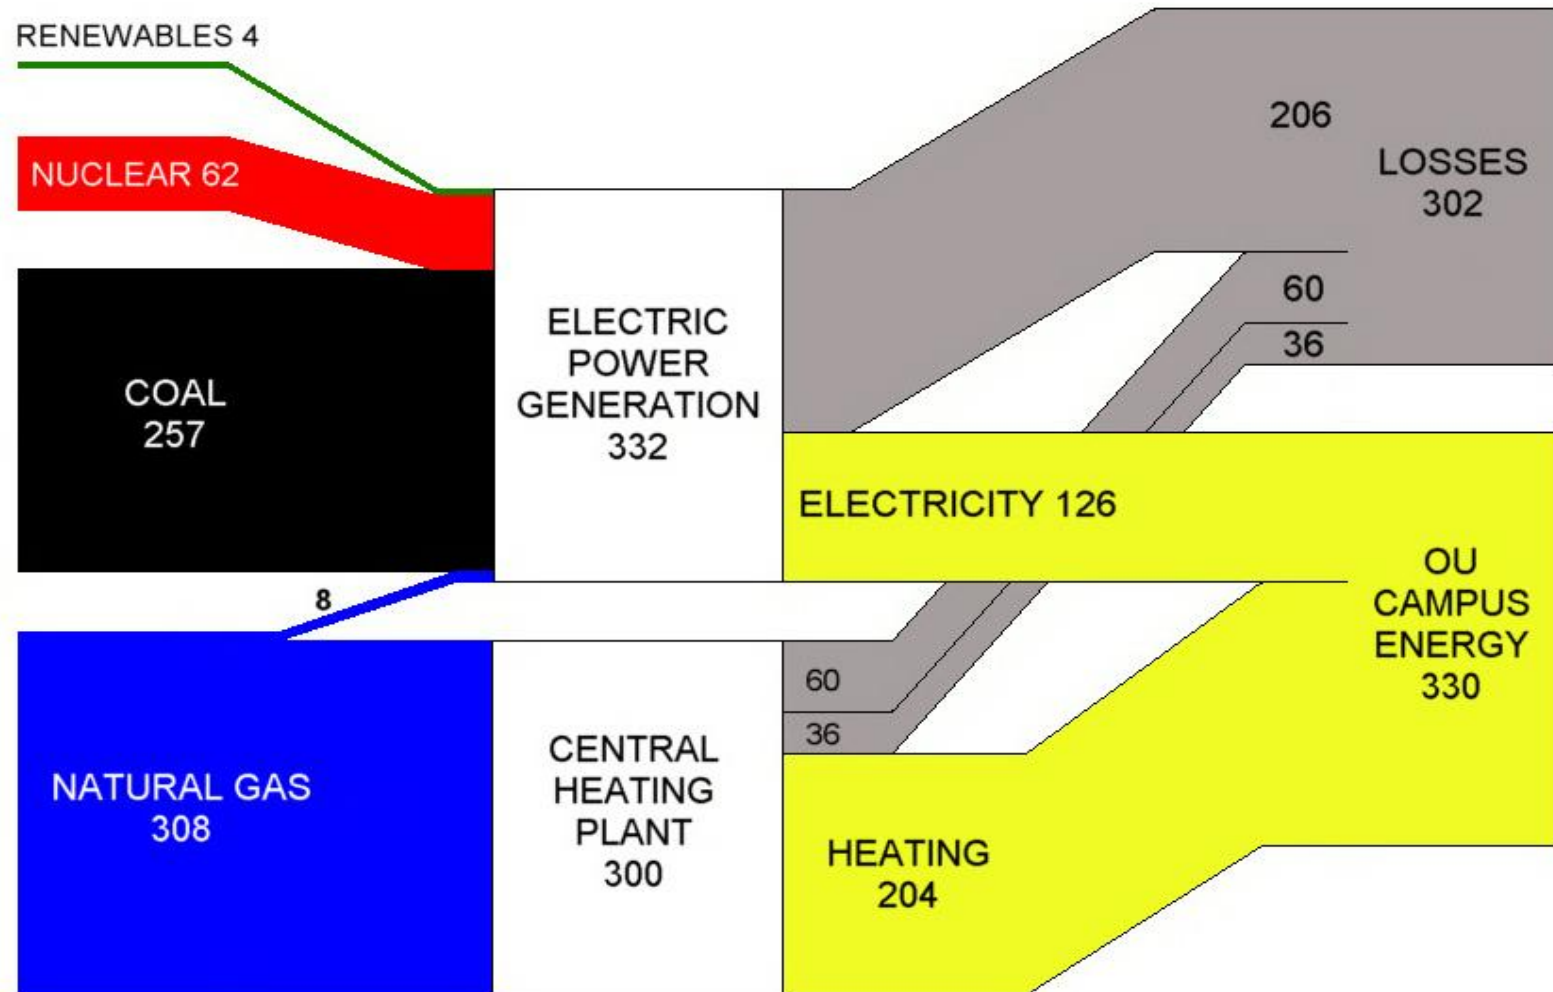 RENEWABLES 4
NUCLEAR 62
COAL
257
8
NATURAL GAS
308
ELECTRIC
POWER
GENERATION
332
CENTRAL
HEATING
PLANT
300
206
60
36
LOSSES
302
ELECTRICITY 126
60
36
HEATING
204
OU
CAMPUS
ENERGY
330